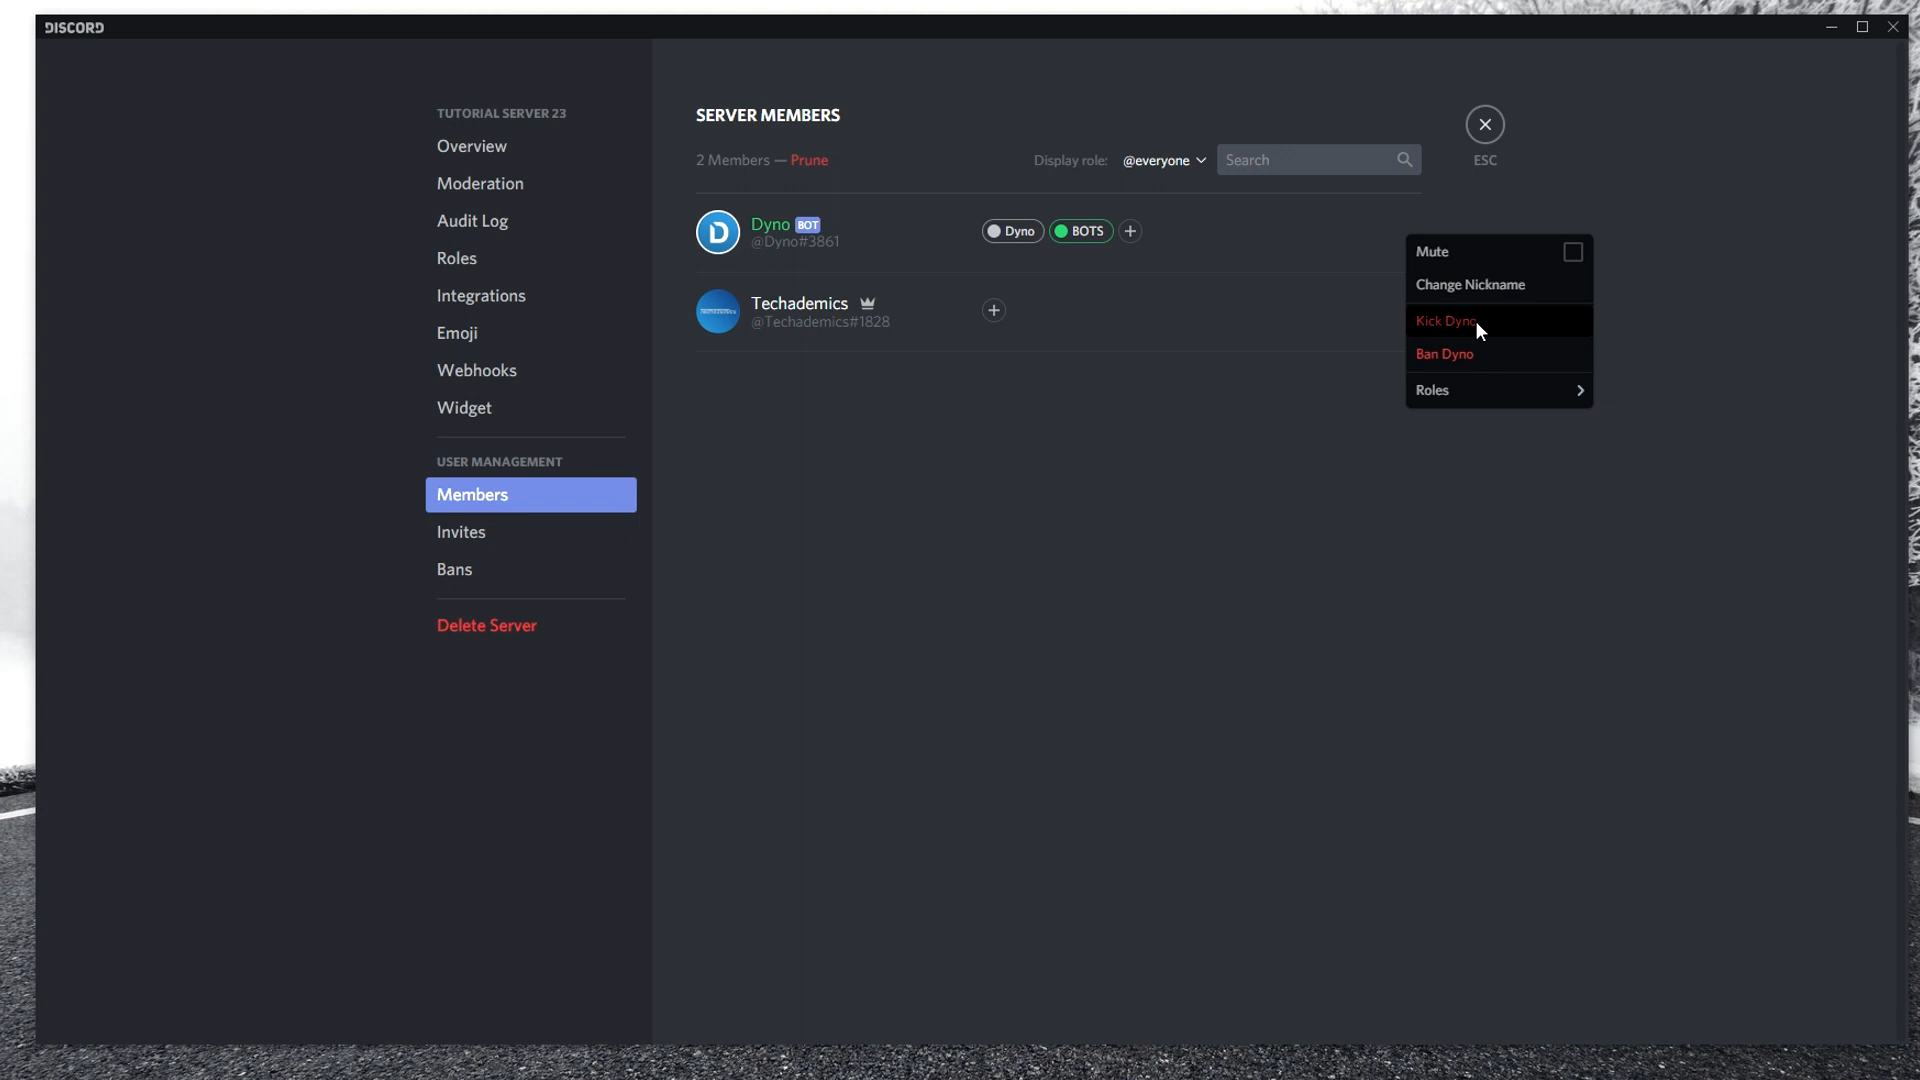 DISCORD
TUTORIAL SERVER 23
Overview
Moderation
Audit Log
Roles
Integrations
Emoji
Webhooks
Widget
USER MANAGEMENT
Members
Invites
Bans
Delete Server
SERVER MEMBERS
2 Members — Prune
Display role: @everyone
Search
ESC
Dyno BOT
@Dyno#3861
Dyno
BOTS
Techademics
@Techademics#1828
Mute
Change Nickname
Kick Dyno
Ban Dyno
Roles